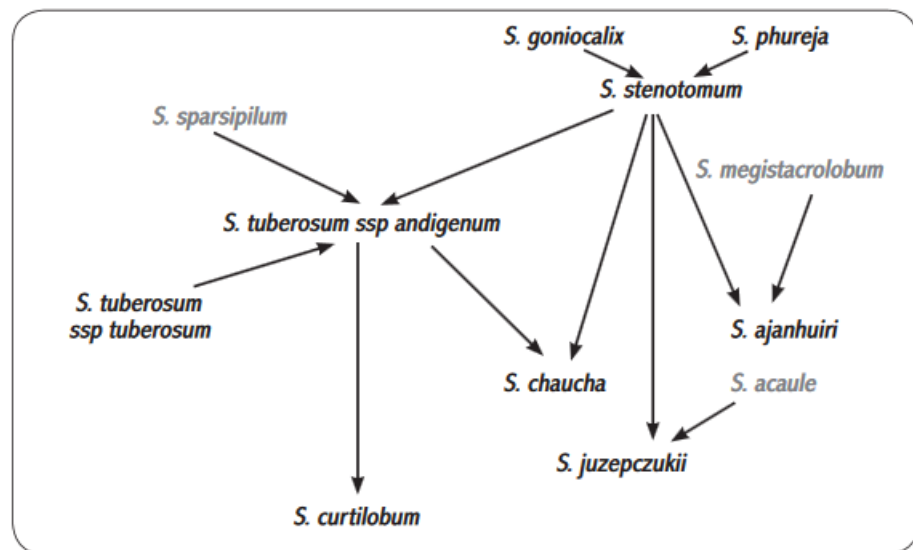 S. goniocalix
S. phureja
S. stenotomum
S. sparsipilum
S. megistacrolobum
S. tuberosum ssp andigenum
S. tuberosum
ssp tuberosum
S. ajanhuiri
S. chaucha
S. acaule
S. juzepczukii
S. curtilobum